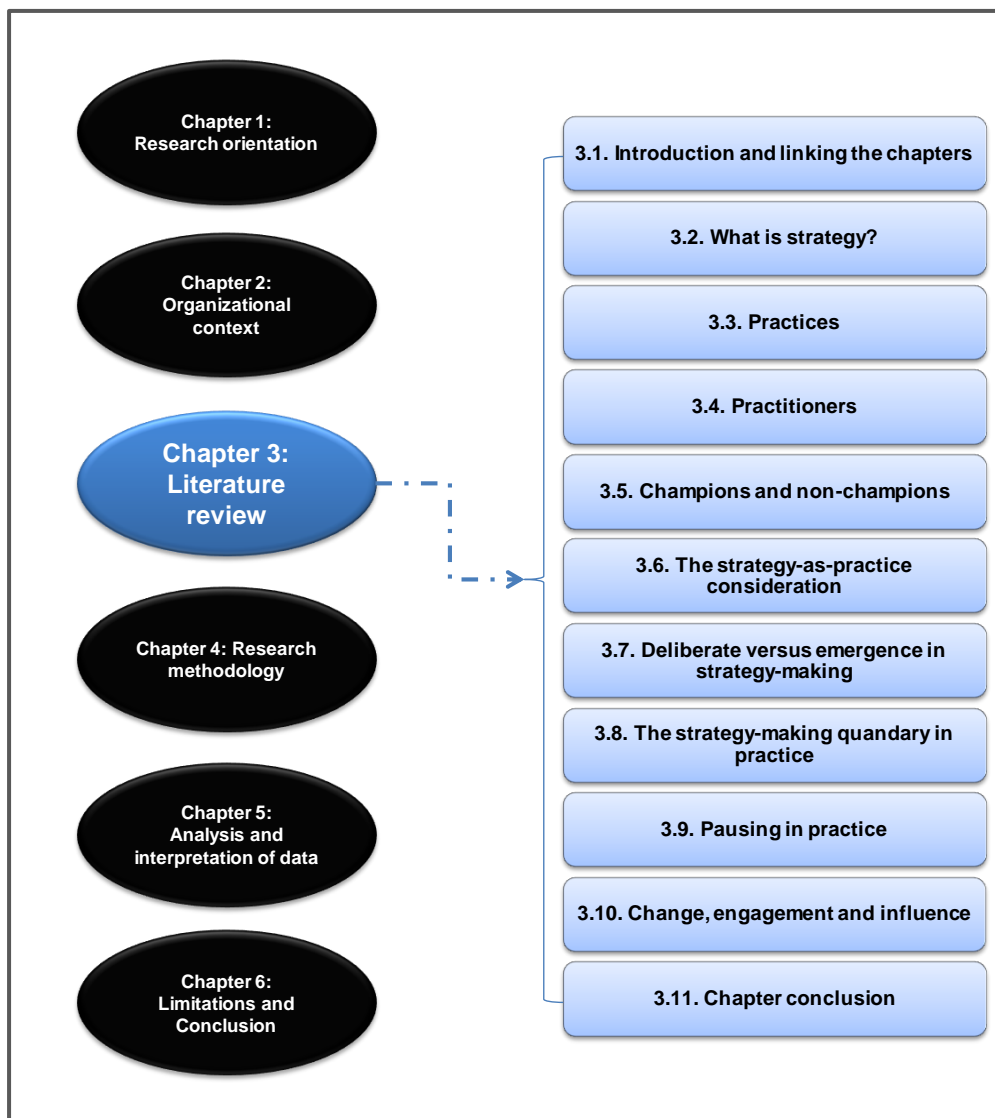 Chapter 1:
Research orientation
Chapter 2:
Organizational
context
Chapter 3:
Literature
review
Chapter 4: Research
methodology
Chapter 5:
Analysis and
interpretation of data
Chapter 6:
Limitations and
Conclusion
3.1. Introduction and linking the chapters
3.2. What is strategy?
3.3. Practices
3.4. Practitioners
3.5. Champions and non-champions
3.6. The strategy-as-practice
consideration
3.7. Deliberate versus emergence in
strategy-making
3.8. The strategy-making quandary in
practice
3.9. Pausing in practice
3.10. Change, engagement and influence
3.11. Chapter conclusion